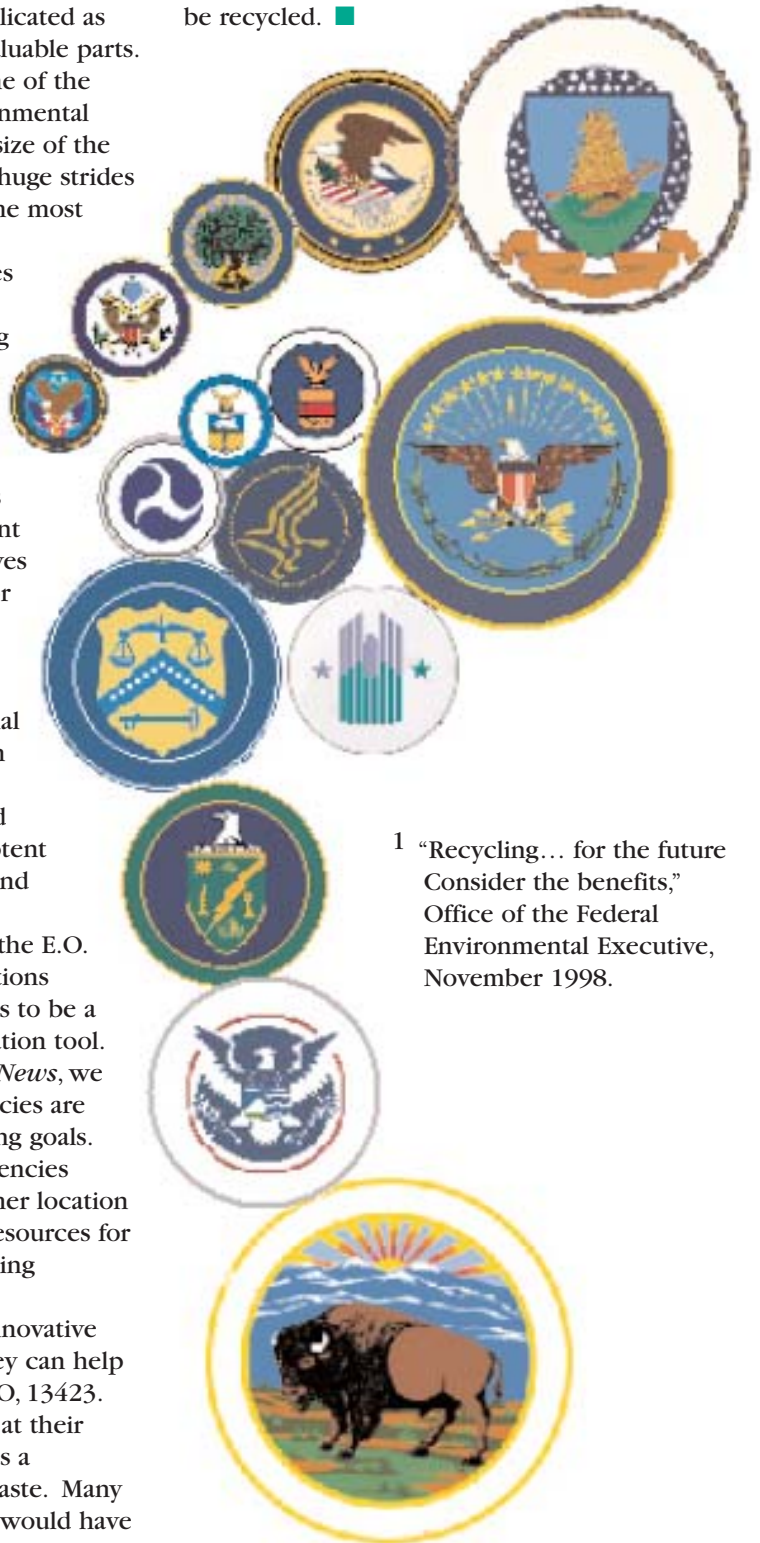 licated as
luable parts.
ne of the
nmental
size of the
huge strides
ne most
es
g
s
nt
ves
r
al
n
d
otent
nd
the E.O.
tions
s to be a
ation tool.
News, we
cies are
ng goals.
encies
her location
esources for
ing
nnovative
ey can help
O, 13423.
at their
s a
aste. Many
would have
be recycled.
1 “Recycling… for the future
Consider the benefits,”
Office of the Federal
Environmental Executive,
November 1998.